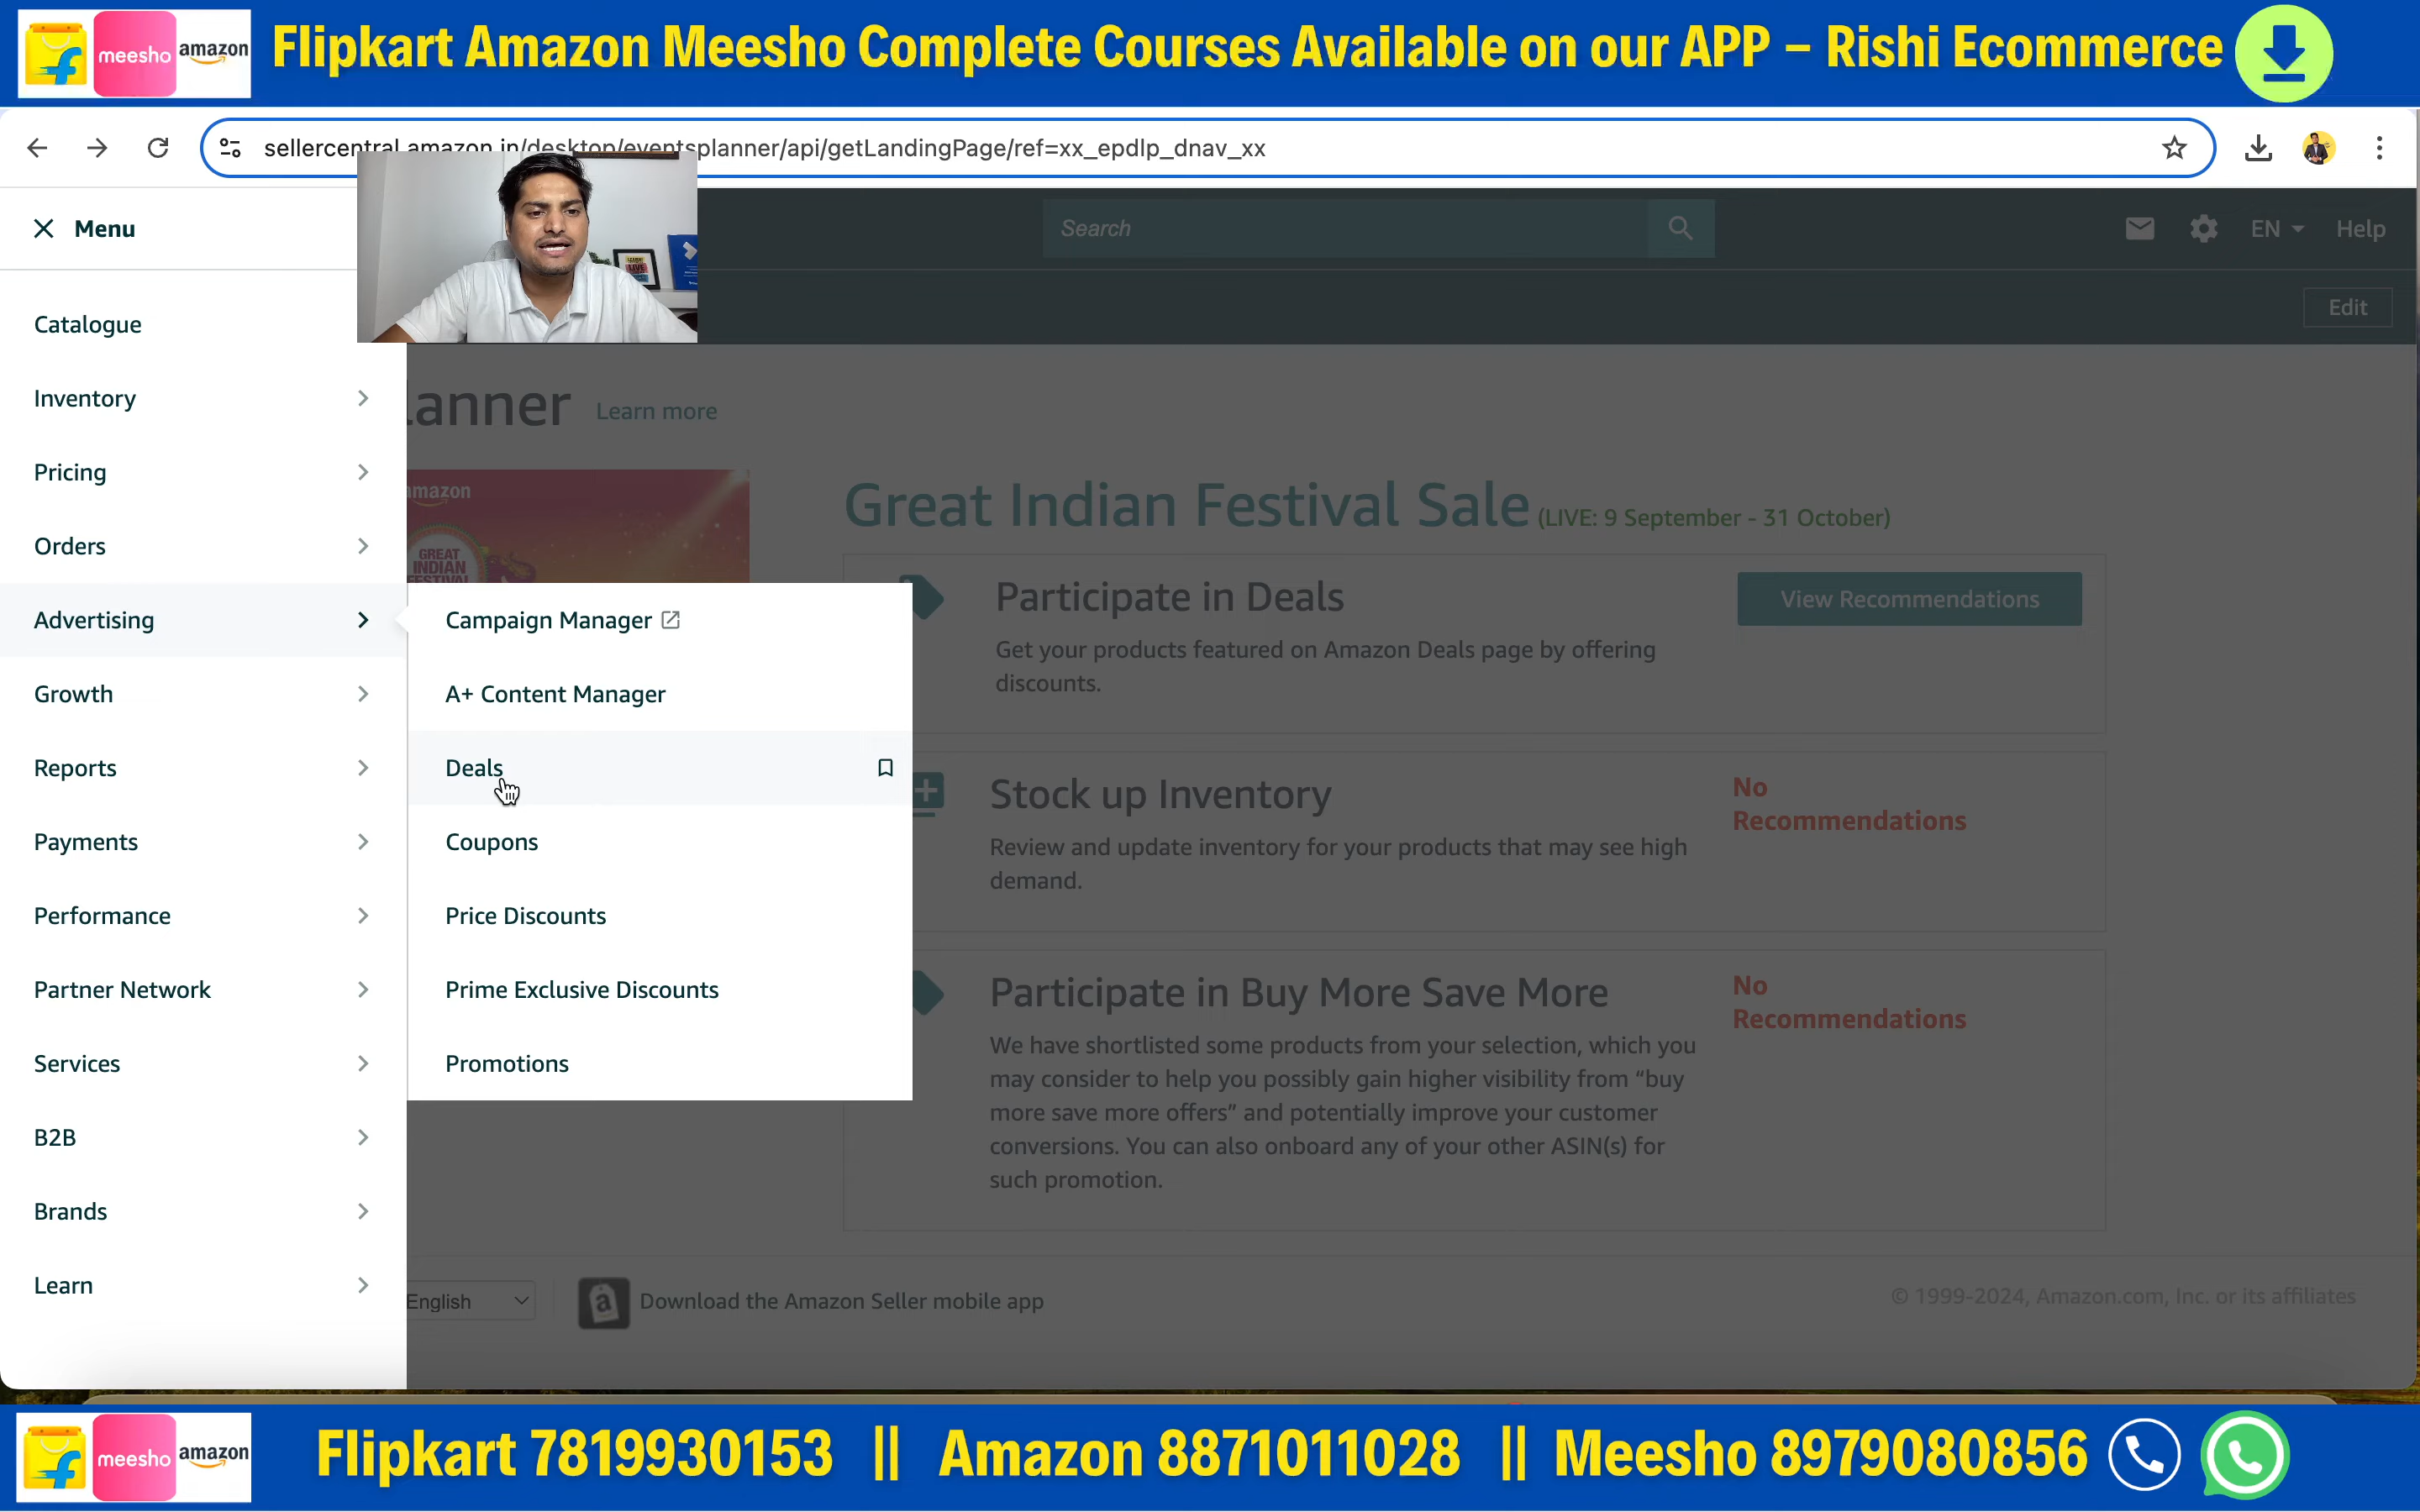 meesho
amazon
Flipkart Amazon Meesho Complete Courses Available on our APP – Rishi Ecommerce
sellercentral.amazon.in/desktop/eventsplanner/api/getLandingPage/ref=xx_epdlp_dnav_xx
Menu
Search
EN
Help
Edit
Catalogue
Inventory
Pricing
Orders
Advertising
Growth
Reports
Payments
Performance
Partner Network
Services
B2B
Brands
Learn
Campaign Manager
A+ Content Manager
Deals
Coupons
Price Discounts
Prime Exclusive Discounts
Promotions
lanner
Learn more
mazon
GREAT
INDIAN
FESTIVAL
Great Indian Festival Sale (LIVE: 9 September - 31 October)
Participate in Deals
Get your products featured on Amazon Deals page by offering
discounts.
View Recommendations
Stock up Inventory
Review and update inventory for your products that may see high
demand.
No
Recommendations
Participate in Buy More Save More
We have shortlisted some products from your selection, which you
may consider to help you possibly gain higher visibility from “buy
more save more offers” and potentially improve your customer
conversions. You can also onboard any of your other ASIN(s) for
such promotion.
No
Recommendations
English
Download the Amazon Seller mobile app
© 1999-2024, Amazon.com, Inc. or its affiliates
meesho
amazon
Flipkart 7819930153 || Amazon 8871011028 || Meesho 8979080856